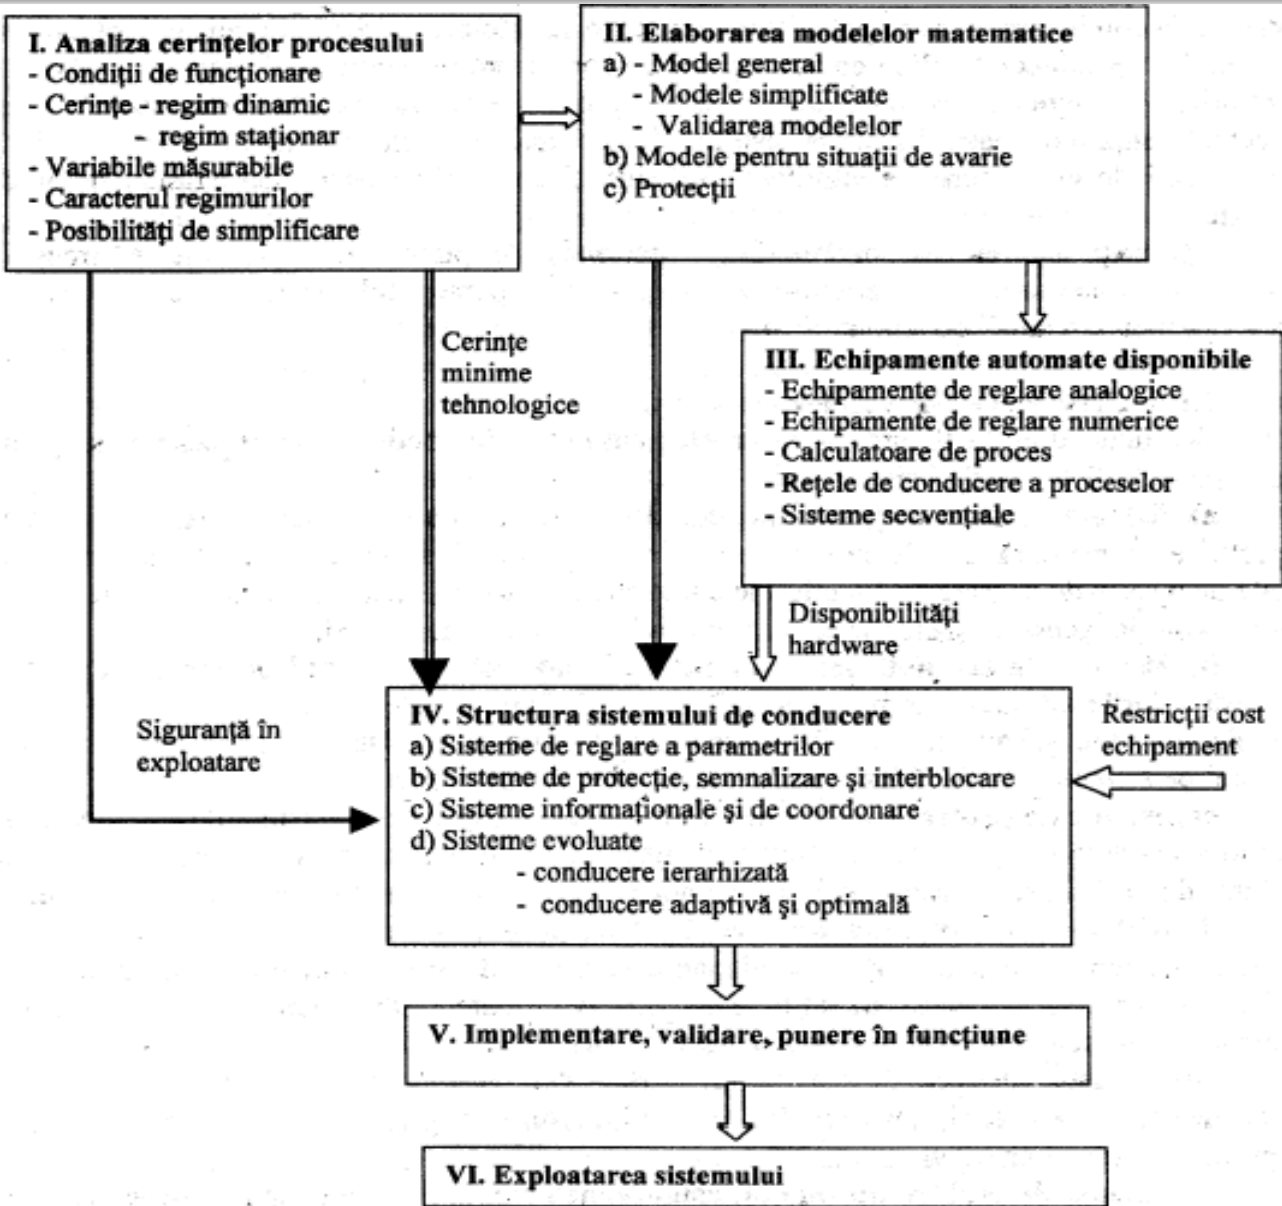 I. Analiza cerințelor procesului
- Condiții de funcționare
- Cerințe - regim dinamic
- regim staționar
- Variabile măsurabile
- Caracterul regimurilor
- Posibilități de simplificare
II. Elaborarea modelelor matematice
a) - Model general
- Modele simplificate
- Validarea modelelor
b) Modele pentru situații de avarie
c) Protecții
Cerințe
minime
tehnologice
III. Echipamente automate disponibile
- Echipamente de reglare analogice
- Echipamente de reglare numerice
- Calculatoare de proces
- Rețele de conducere a proceselor
- Sisteme secvențiale
Disponibilități
hardware
Siguranță în
exploatare
IV. Structura sistemului de conducere
a) Sisteme de reglare a parametrilor
b) Sisteme de protecție, semnalizare și interblocare
c) Sisteme informaționale și de coordonare
d) Sisteme evoluate
- conducere ierarhizată
- conducere adaptivă și optimală
Restricții cost
echipament
V. Implementare, validare, punere în funcțiune
VI. Exploatarea sistemului